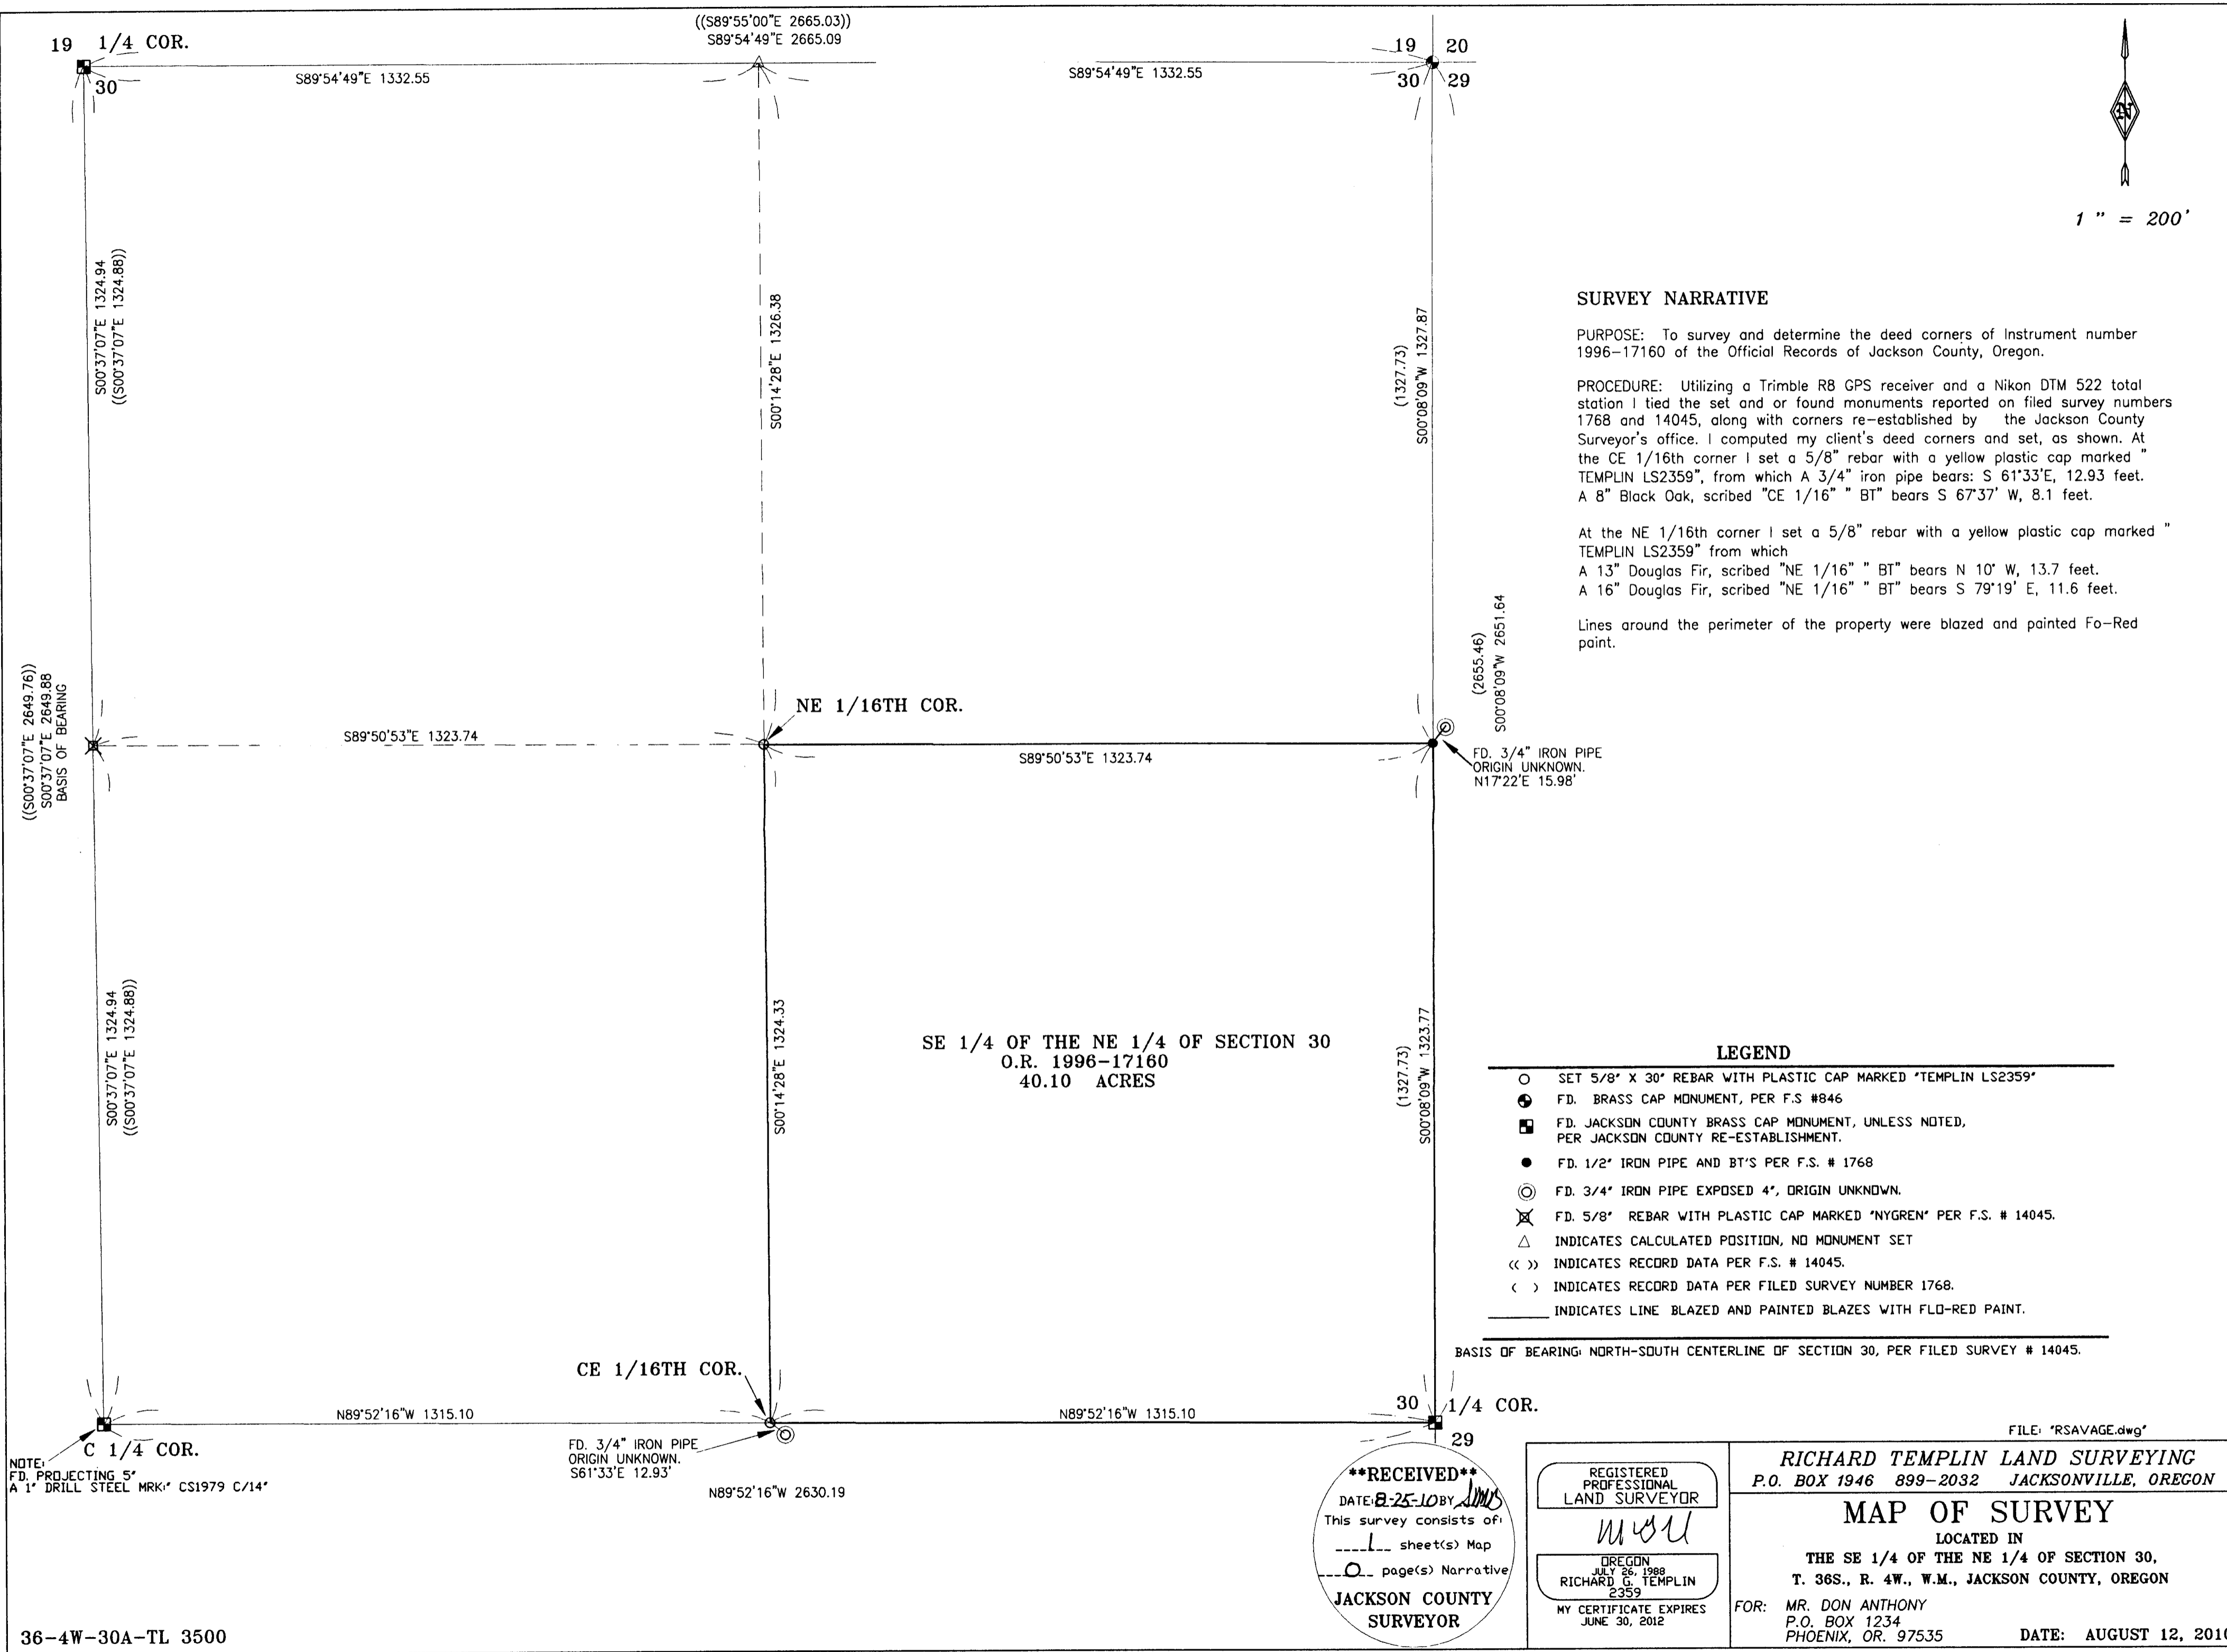 ((S89°55'00"E 2665.03))
S89°54'49"E 2665.09
19 1/4 COR.
30
S89°54'49"E 1332.55
S89°54'49"E 1332.55
19 20
30 29
N
1 " = 200'
S00°37'07"E 1324.94
((S00°37'07"E 1324.88))
S00°14'28"E 1326.38
(1327.73)
S00°08'09"W 1327.87
SURVEY NARRATIVE
PURPOSE: To survey and determine the deed corners of Instrument number
1996-17160 of the Official Records of Jackson County, Oregon.
PROCEDURE: Utilizing a Trimble R8 GPS receiver and a Nikon DTM 522 total
station I tied the set and or found monuments reported on filed survey numbers
1768 and 14045, along with corners re-established by the Jackson County
Surveyor's office. I computed my client's deed corners and set, as shown. At
the CE 1/16th corner I set a 5/8" rebar with a yellow plastic cap marked "
TEMPLIN LS2359", from which A 3/4" iron pipe bears: S 61°33'E, 12.93 feet.
A 8" Black Oak, scribed "CE 1/16" " BT" bears S 67°37' W, 8.1 feet.
At the NE 1/16th corner I set a 5/8" rebar with a yellow plastic cap marked "
TEMPLIN LS2359" from which
A 13" Douglas Fir, scribed "NE 1/16" " BT" bears N 10° W, 13.7 feet.
A 16" Douglas Fir, scribed "NE 1/16" " BT" bears S 79°19' E, 11.6 feet.
Lines around the perimeter of the property were blazed and painted Fo-Red
paint.
((S00°37'07"E 2649.76))
S00°37'07"E 2649.88
BASIS OF BEARING
(2655.46)
S00°08'09"W 2651.64
NE 1/16TH COR.
S89°50'53"E 1323.74
S89°50'53"E 1323.74
FD. 3/4" IRON PIPE
ORIGIN UNKNOWN.
N17°22'E 15.98'
S00°37'07"E 1324.94
((S00°37'07"E 1324.88))
S00°14'28"E 1324.33
SE 1/4 OF THE NE 1/4 OF SECTION 30
O.R. 1996-17160
40.10 ACRES
(1327.73)
S00°08'09"W 1323.77
LEGEND
SET 5/8" X 30" REBAR WITH PLASTIC CAP MARKED "TEMPLIN LS2359"
FD. BRASS CAP MONUMENT, PER F.S #846
FD. JACKSON COUNTY BRASS CAP MONUMENT, UNLESS NOTED,
PER JACKSON COUNTY RE-ESTABLISHMENT.
FD. 1/2" IRON PIPE AND BT'S PER F.S. # 1768
FD. 3/4" IRON PIPE EXPOSED 4", ORIGIN UNKNOWN.
FD. 5/8" REBAR WITH PLASTIC CAP MARKED "NYGREN" PER F.S. # 14045.
INDICATES CALCULATED POSITION, NO MONUMENT SET
(( )) INDICATES RECORD DATA PER F.S. # 14045.
( ) INDICATES RECORD DATA PER FILED SURVEY NUMBER 1768.
INDICATES LINE BLAZED AND PAINTED BLAZES WITH FLO-RED PAINT.
BASIS OF BEARING: NORTH-SOUTH CENTERLINE OF SECTION 30, PER FILED SURVEY # 14045.
CE 1/16TH COR.
N89°52'16"W 1315.10
N89°52'16"W 1315.10
30 1/4 COR.
29
C 1/4 COR.
NOTE:
FD. PROJECTING 5"
A 1" DRILL STEEL MRK:" CS1979 C/14"
FD. 3/4" IRON PIPE
ORIGIN UNKNOWN.
S61°33'E 12.93'
N89°52'16"W 2630.19
**RECEIVED**
DATE: 8-25-10 BY
This survey consists of:
1 sheet(s) Map
0 page(s) Narrative
JACKSON COUNTY
SURVEYOR
REGISTERED
PROFESSIONAL
LAND SURVEYOR
OREGON
JULY 26, 1988
RICHARD G. TEMPLIN
2359
MY CERTIFICATE EXPIRES
JUNE 30, 2012
FILE: "RSAVAGE.dwg"
RICHARD TEMPLIN LAND SURVEYING
P.O. BOX 1946 899-2032 JACKSONVILLE, OREGON
MAP OF SURVEY
LOCATED IN
THE SE 1/4 OF THE NE 1/4 OF SECTION 30,
T. 36S., R. 4W., W.M., JACKSON COUNTY, OREGON
FOR: MR. DON ANTHONY
P.O. BOX 1234
PHOENIX, OR. 97535
DATE: AUGUST 12, 2010
36-4W-30A-TL 3500